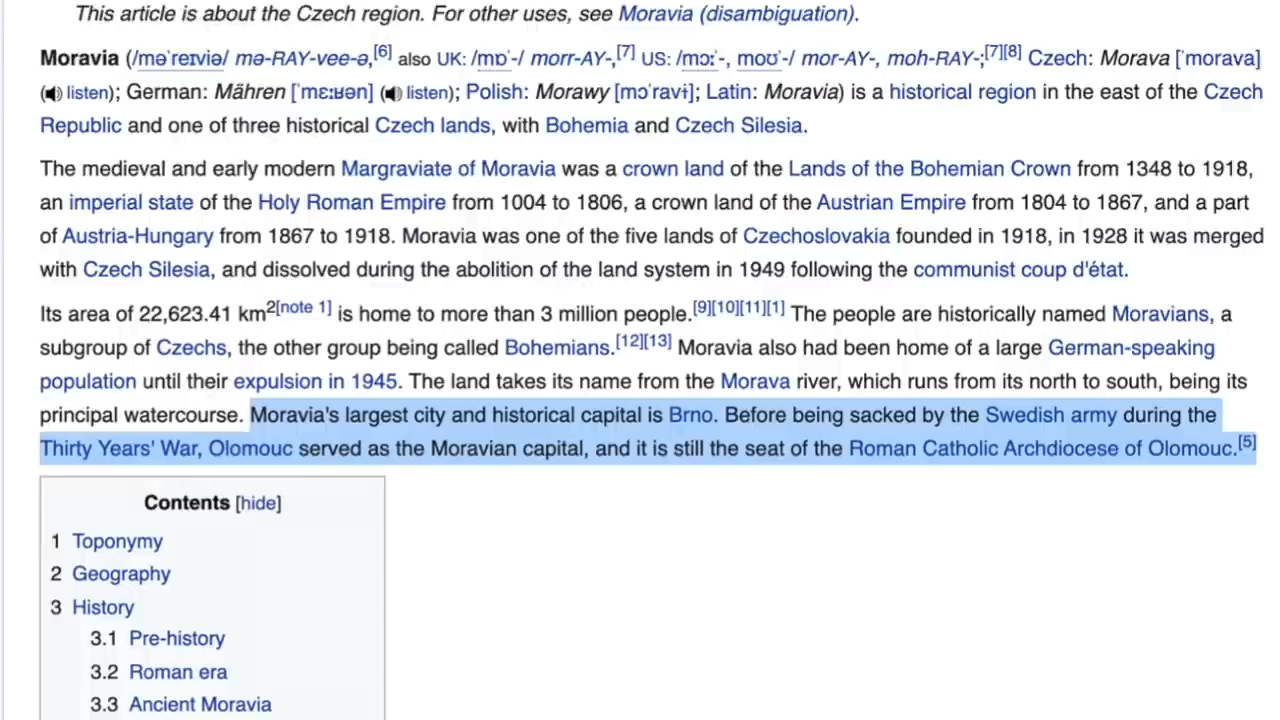 This article is about the Czech region. For other uses, see Moravia (disambiguation).
Moravia (/məˈreɪviə/ mə-RAY-vee-ə,[6] also UK: /mɒˈ-/ morr-AY-,[7] US: /mɔːˈ-, moʊˈ-/ mor-AY-, moh-RAY-;[7][8] Czech: Morava [ˈmorava]
(listen); German: Mähren [ˈmɛːʁən] (listen); Polish: Morawy [mɔˈravɨ]; Latin: Moravia) is a historical region in the east of the Czech
Republic and one of three historical Czech lands, with Bohemia and Czech Silesia.
The medieval and early modern Margraviate of Moravia was a crown land of the Lands of the Bohemian Crown from 1348 to 1918,
an imperial state of the Holy Roman Empire from 1004 to 1806, a crown land of the Austrian Empire from 1804 to 1867, and a part
of Austria-Hungary from 1867 to 1918. Moravia was one of the five lands of Czechoslovakia founded in 1918, in 1928 it was merged
with Czech Silesia, and dissolved during the abolition of the land system in 1949 following the communist coup d'état.
Its area of 22,623.41 km2[note 1] is home to more than 3 million people.[9][10][11][1] The people are historically named Moravians, a
subgroup of Czechs, the other group being called Bohemians.[12][13] Moravia also had been home of a large German-speaking
population until their expulsion in 1945. The land takes its name from the Morava river, which runs from its north to south, being its
principal watercourse. Moravia's largest city and historical capital is Brno. Before being sacked by the Swedish army during the
Thirty Years' War, Olomouc served as the Moravian capital, and it is still the seat of the Roman Catholic Archdiocese of Olomouc.[5]
Contents [hide]
1 Toponymy
2 Geography
3 History
3.1 Pre-history
3.2 Roman era
3.3 Ancient Moravia